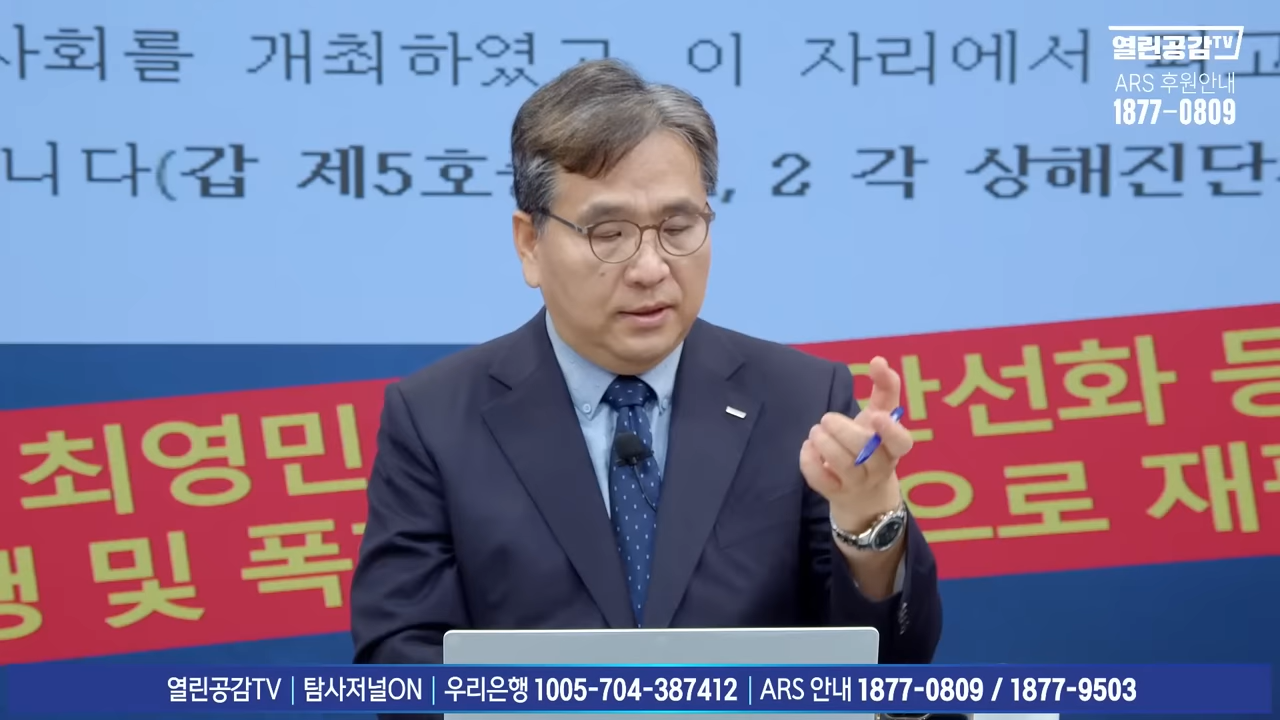 사회를 개최하였고 이 자리에서
니다(갑 제5호 2 각 상해진단
열린공감TV
ARS 후원안내
1877-0809
최영민 안선화 등
및 으로
열린공감TV | 탐사저널ON | 우리은행 1005-704-387412 | ARS 안내 1877-0809 / 1877-9503